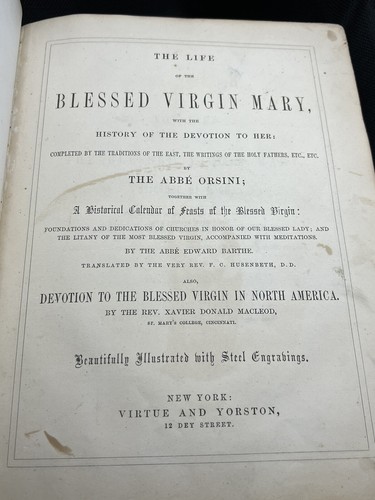 THE LIFE
OF THE
BLESSED VIRGIN MARY,
WITH THE
HISTORY OF THE DEVOTION TO HER:
COMPLETED BY THE TRADITIONS OF THE EAST, THE WRITINGS OF THE HOLY FATHERS, ETC., ETC.
BY
THE ABBÉ ORSINI;
TOGETHER WITH
A Historical Calendar of Feasts of the Blessed Virgin:
FOUNDATIONS AND DEDICATIONS OF CHURCHES IN HONOR OF OUR BLESSED LADY; AND
THE LITANY OF THE MOST BLESSED VIRGIN, ACCOMPANIED WITH MEDITATIONS.
BY THE ABBÉ EDWARD BARTHE.
TRANSLATED BY THE VERY REV. F. C. HUSENBETH, D. D.
ALSO,
DEVOTION TO THE BLESSED VIRGIN IN NORTH AMERICA.
BY THE REV. XAVIER DONALD MACLEOD,
ST. MARY'S COLLEGE, CINCINNATI.
Beautifully Illustrated with Steel Engravings.
NEW YORK:
VIRTUE AND YORSTON,
12 DEY STREET.